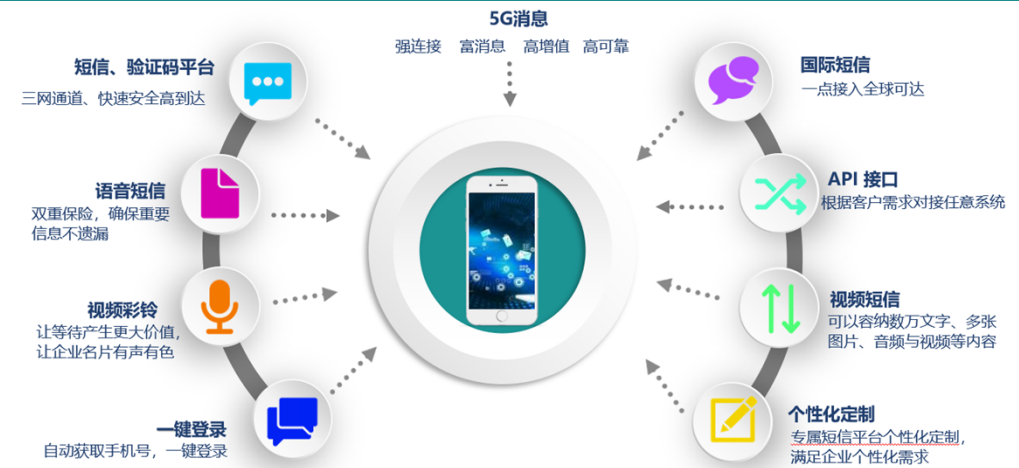 5G消息
强连接 富消息 高增值 高可靠
短信、验证码平台
三网通道、快速安全高到达
语音短信
双重保险，确保重要
信息不遗漏
视频彩铃
让等待产生更大价值，
让企业名片有声有色
一键登录
自动获取手机号，一键登录
国际短信
一点接入全球可达
API 接口
根据客户需求对接任意系统
视频短信
可以容纳数万文字、多张
图片、音频与视频等内容
个性化定制
专属短信平台个性化定制，
满足企业个性化需求